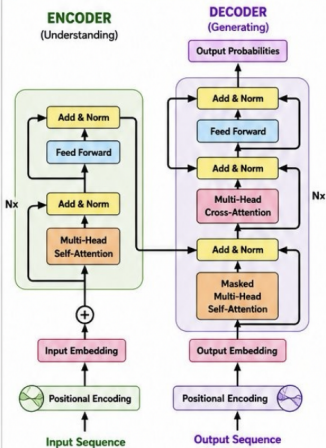 ENCODER
(Understanding)
Add & Norm
Feed Forward
Nx
Add & Norm
Multi-Head
Self-Attention
Input Embedding
Positional Encoding
Input Sequence
DECODER
(Generating)
Output Probabilities
Add & Norm
Feed Forward
Add & Norm
Nx
Multi-Head
Cross-Attention
Add & Norm
Masked
Multi-Head
Self-Attention
Output Embedding
Positional Encoding
Output Sequence